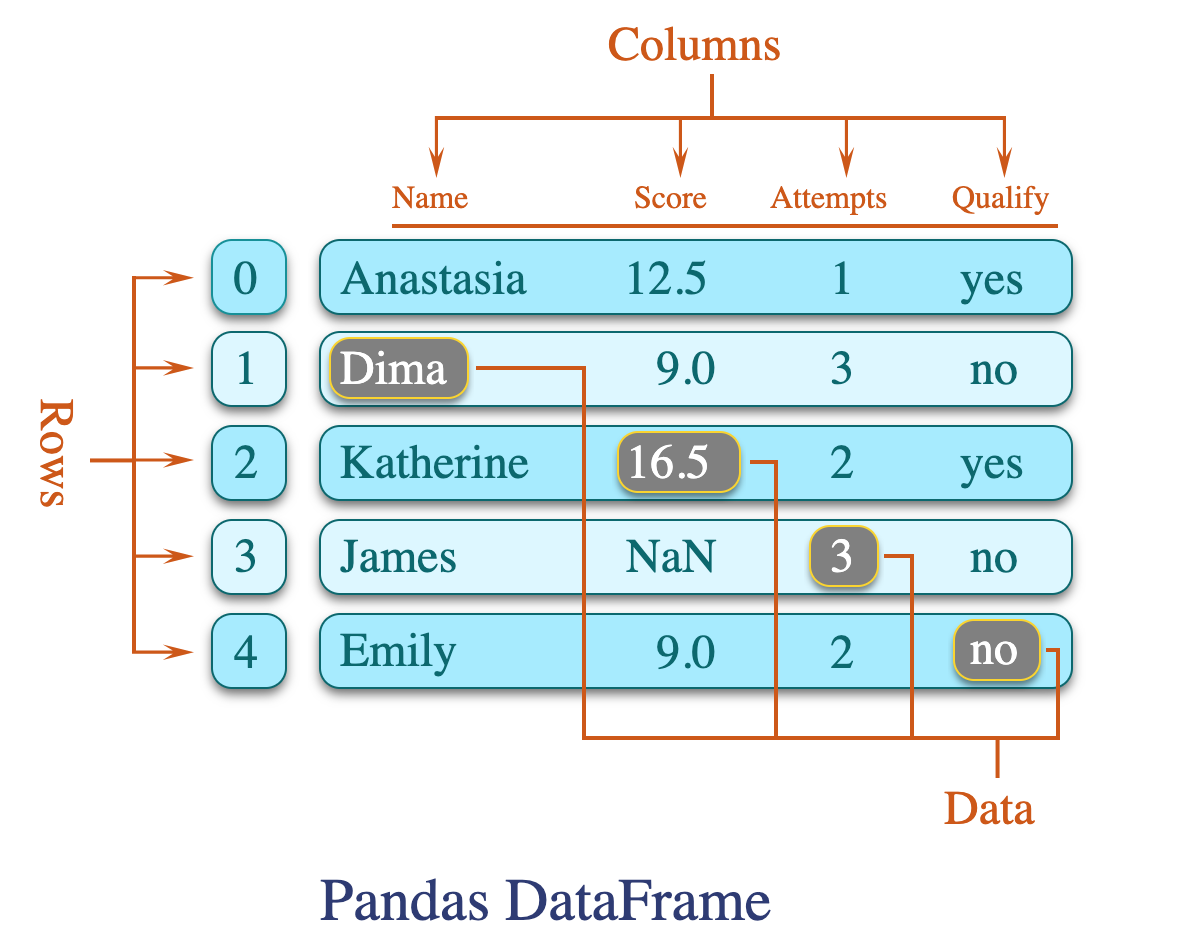 Columns
Name Score Attempts Qualify
0 Anastasia 12.5 1 yes
1 Dima 9.0 3 no
2 Katherine 16.5 2 yes
3 James NaN 3 no
4 Emily 9.0 2 no
Rows
Data
Pandas DataFrame